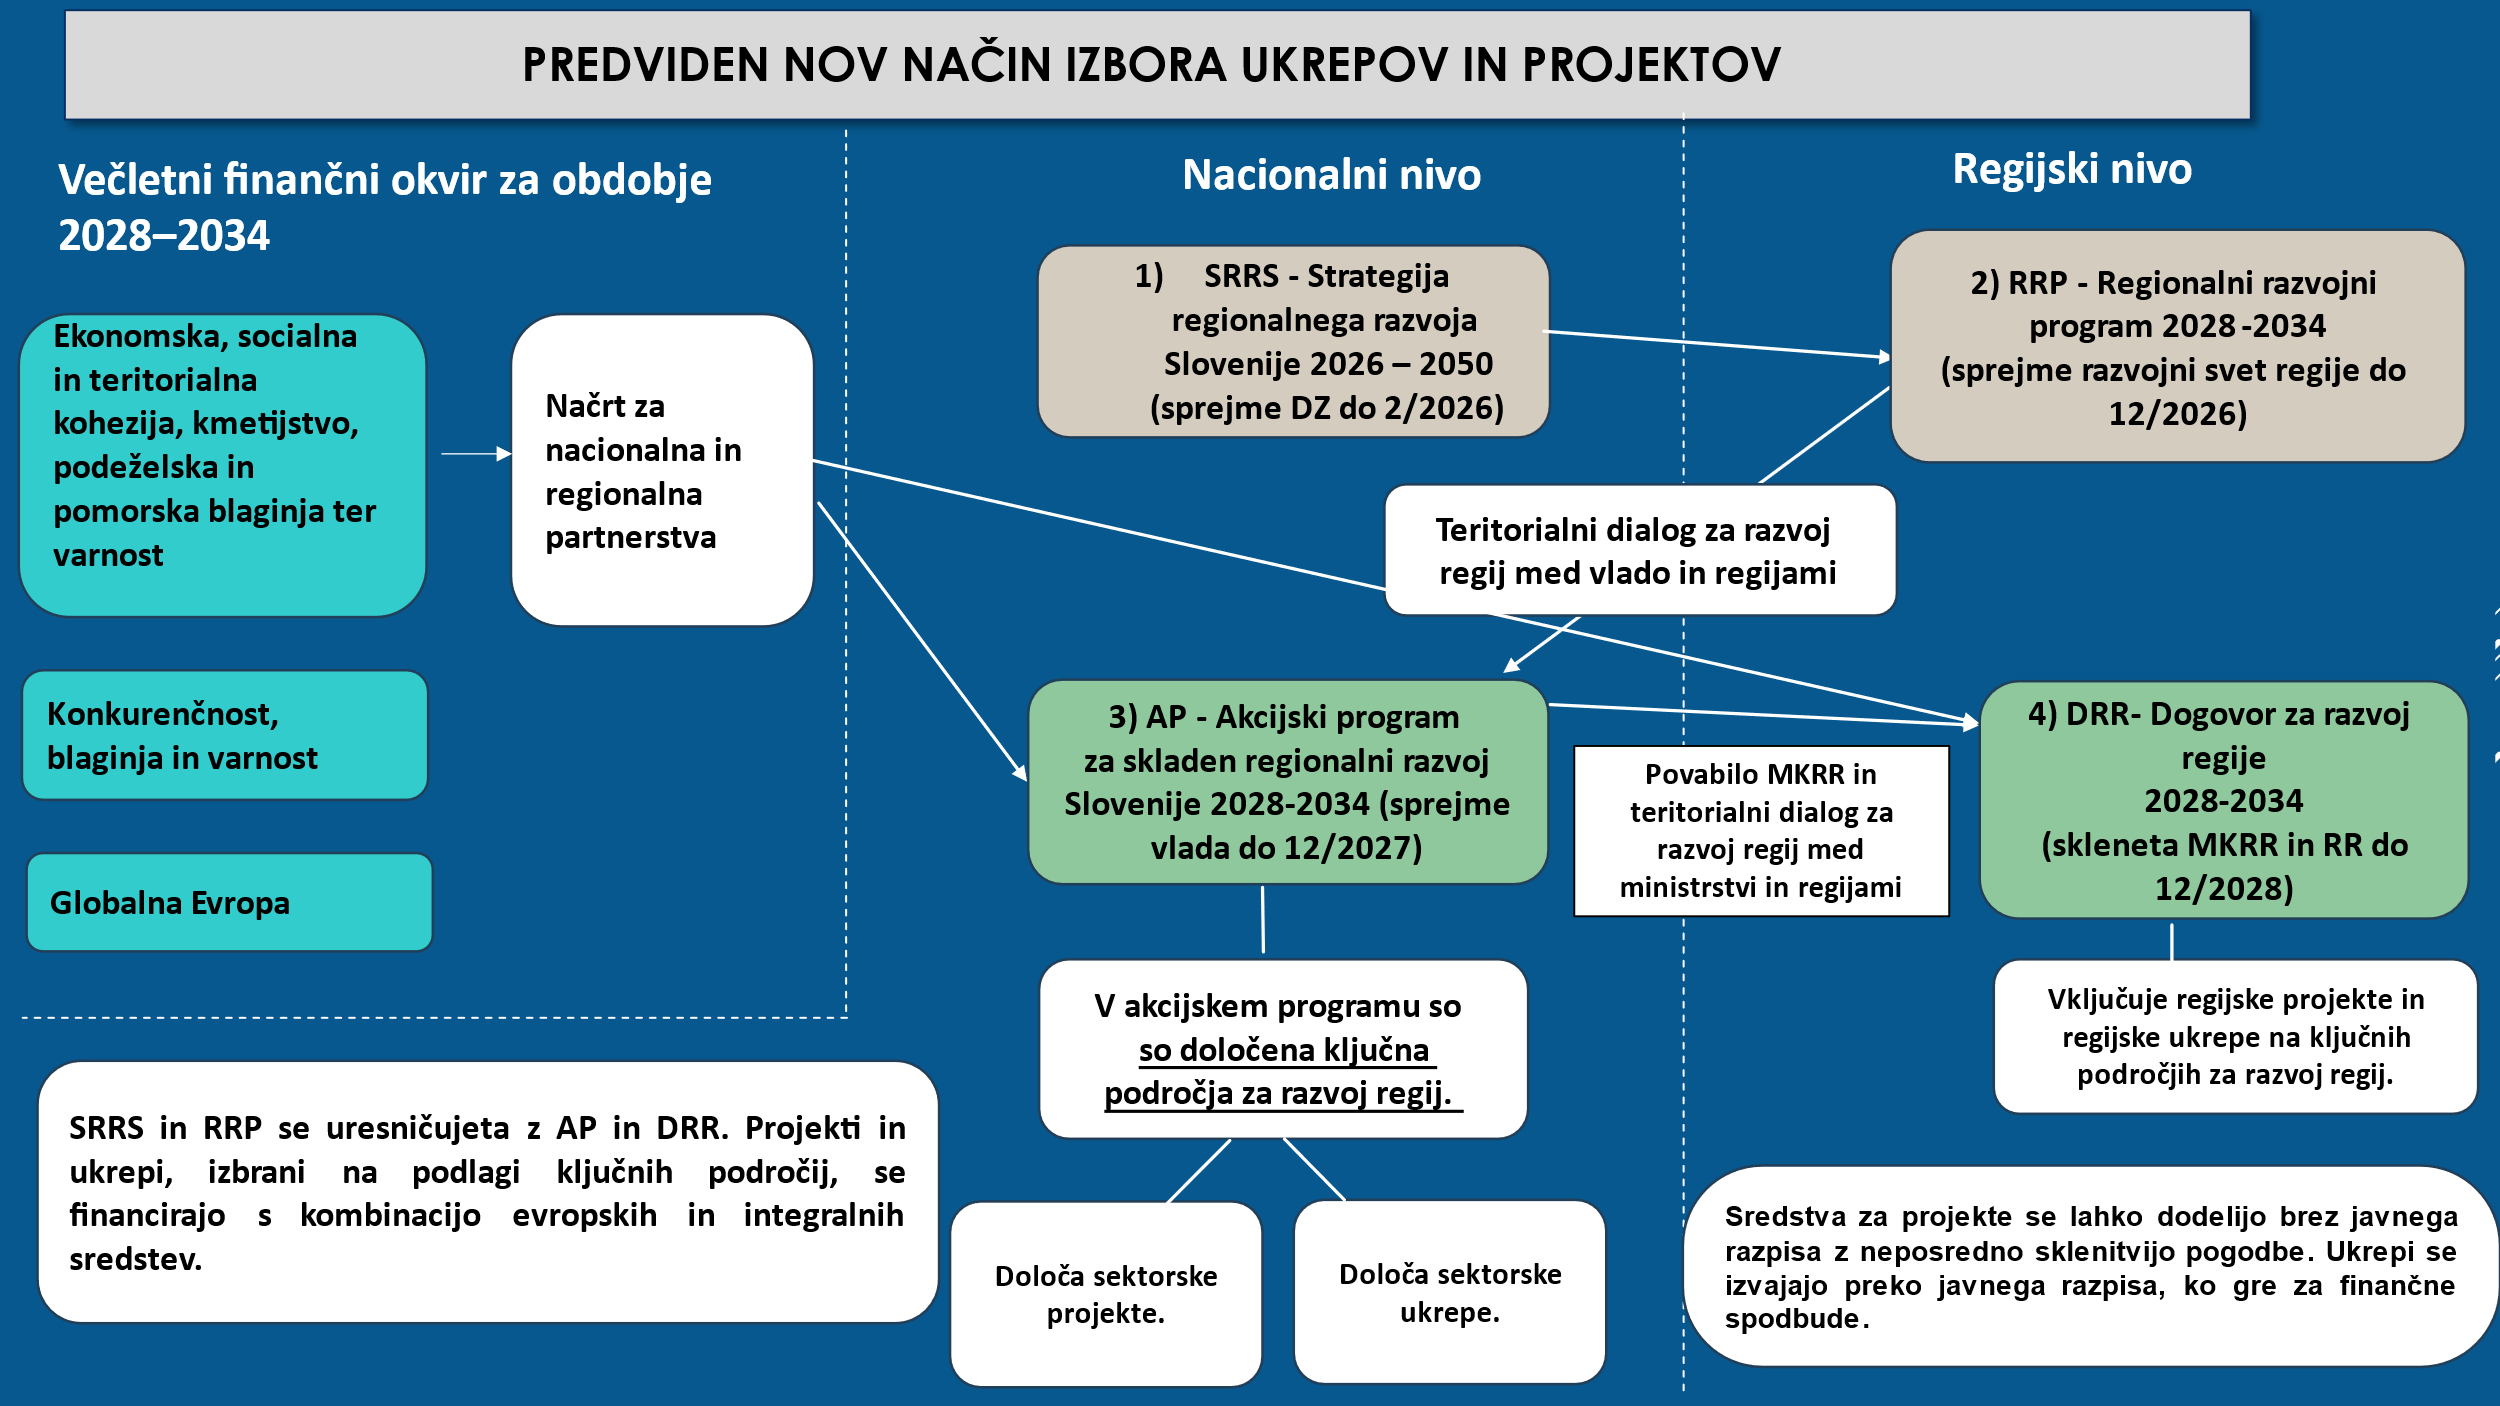 PREDVIDEN NOV NAČIN IZBORA UKREPOV IN PROJEKTOV
Večletni finančni okvir za obdobje
2028–2034
Ekonomska, socialna
in teritorialna
kohezija, kmetijstvo,
podeželska in
pomorska blaginja ter
varnost
Načrt za
nacionalna in
regionalna
partnerstva
Konkurenčnost,
blaginja in varnost
Globalna Evropa
SRRS in RRP se uresničujeta z AP in DRR. Projekti in
ukrepi, izbrani na podlagi ključnih področij, se
financirajo s kombinacijo evropskih in integralnih
sredstev.
Nacionalni nivo
1) SRRS - Strategija
regionalnega razvoja
Slovenije 2026 – 2050
(sprejme DZ do 2/2026)
Teritorialni dialog za razvoj
regij med vlado in regijami
3) AP - Akcijski program
za skladen regionalni razvoj
Slovenije 2028-2034 (sprejme
vlada do 12/2027)
Povabilo MKRR in
teritorialni dialog za
razvoj regij med
ministrstvi in regijami
V akcijskem programu so
so določena ključna
področja za razvoj regij.
Določa sektorske
projekte.
Določa sektorske
ukrepe.
Regijski nivo
2) RRP - Regionalni razvojni
program 2028 -2034
(sprejme razvojni svet regije do
12/2026)
4) DRR- Dogovor za razvoj
regije
2028-2034
(skleneta MKRR in RR do
12/2028)
Vključuje regijske projekte in
regijske ukrepe na ključnih
področjih za razvoj regij.
Sredstva za projekte se lahko dodelijo brez javnega
razpisa z neposredno sklenitvijo pogodbe. Ukrepi se
izvajajo preko javnega razpisa, ko gre za finančne
spodbude.